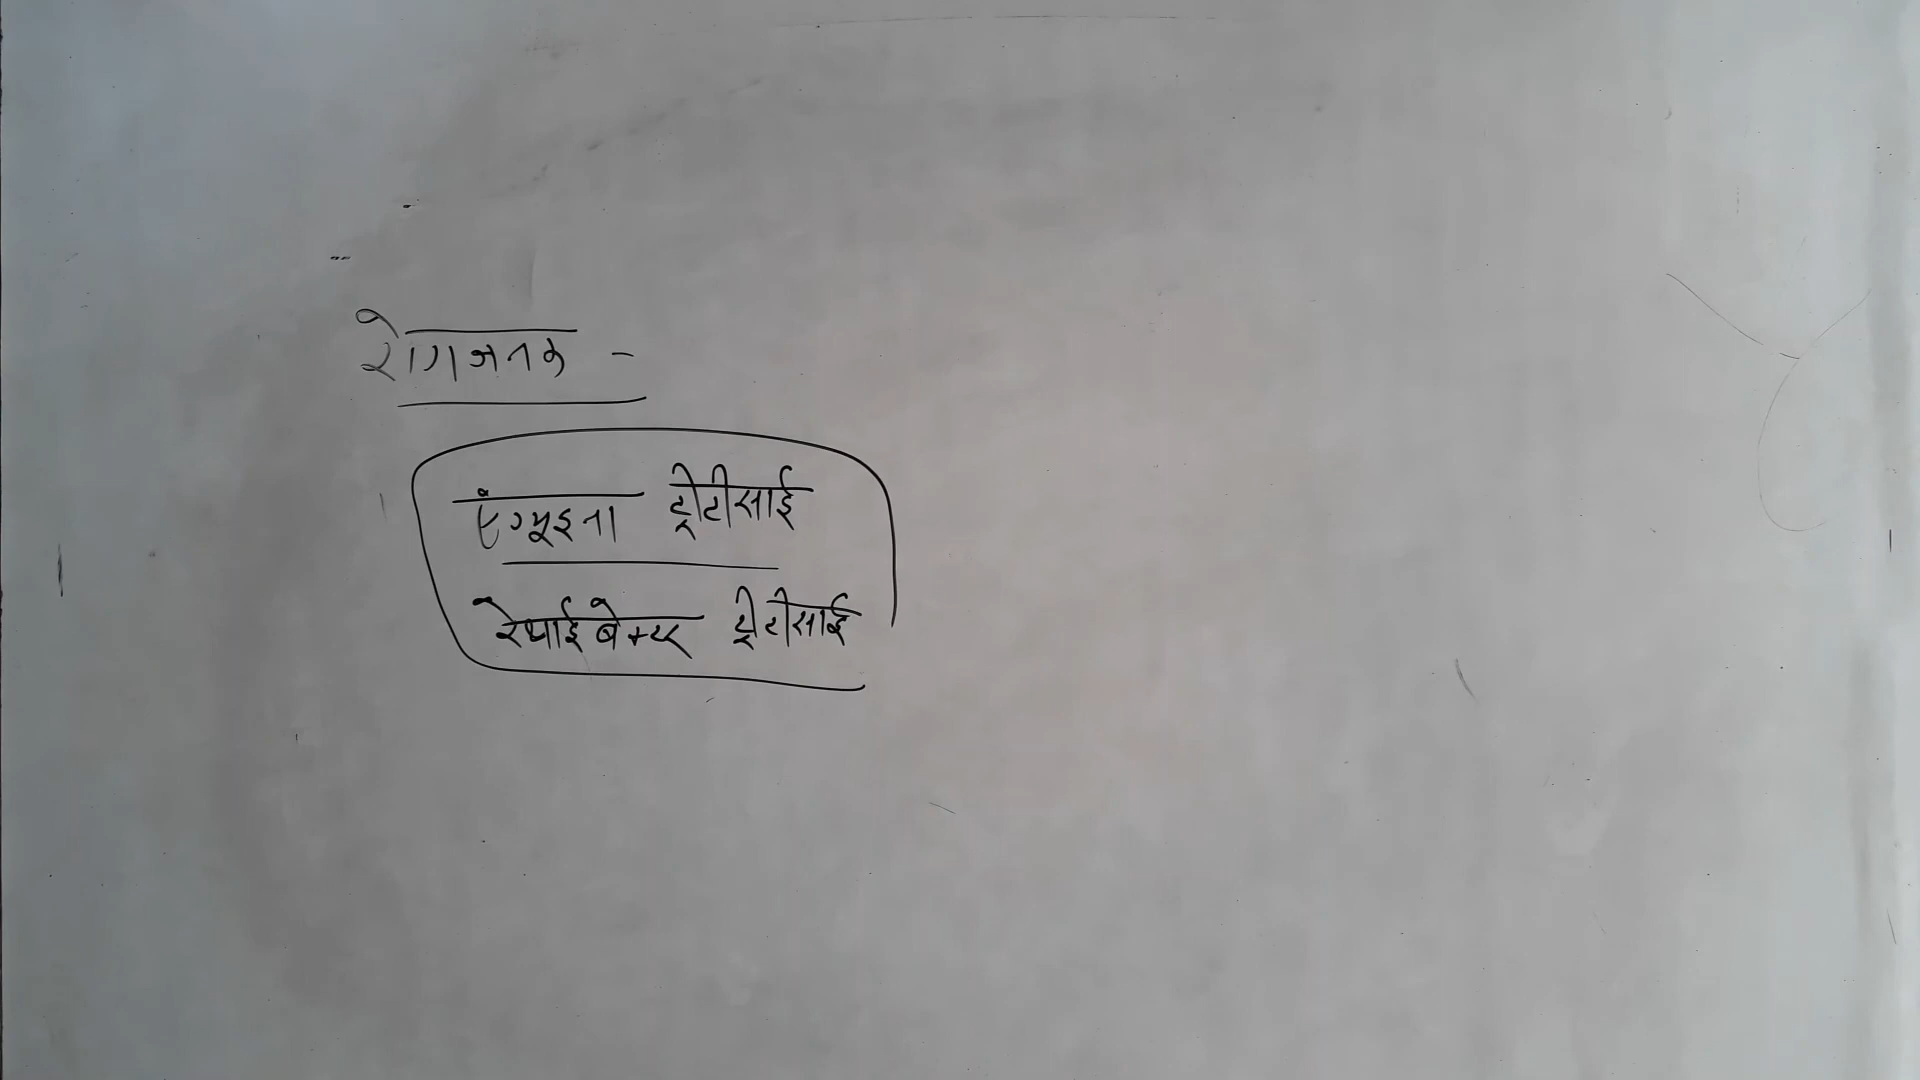 रोगजनक -
एंग्युइना ट्रीटीसाई
रेथाईबेक्टर ट्रीटीसाई